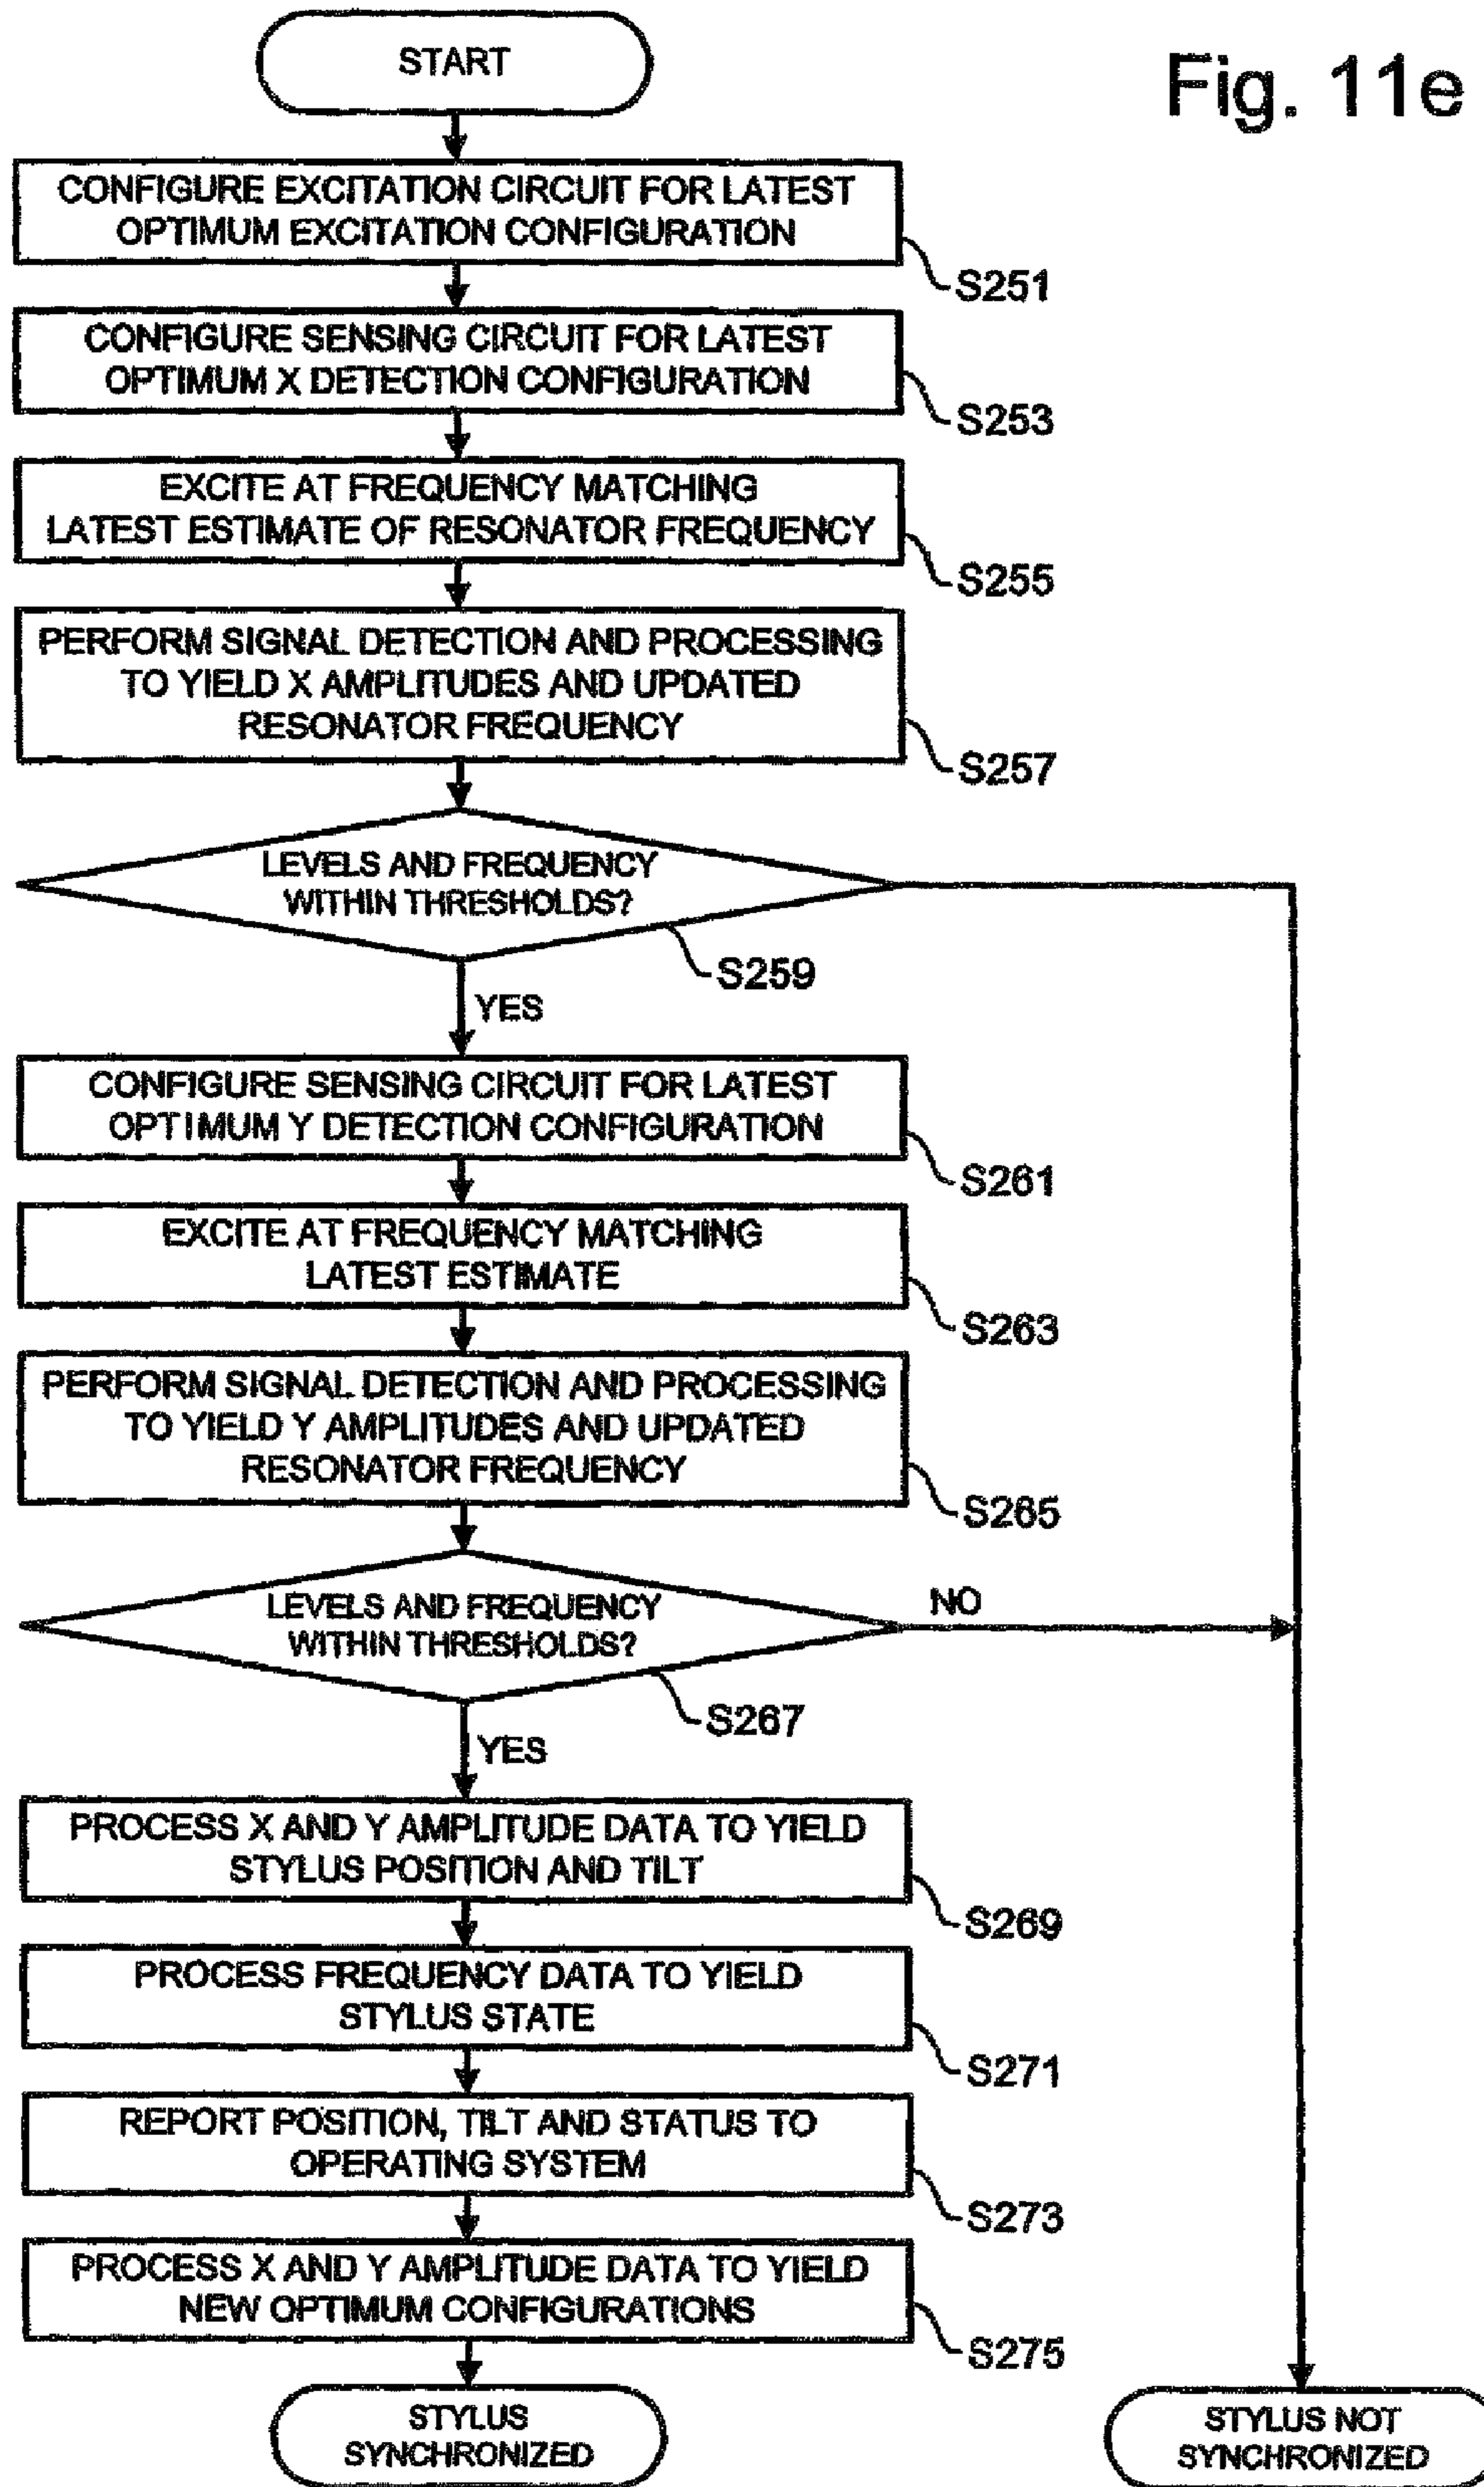 Fig. 11e
START
CONFIGURE EXCITATION CIRCUIT FOR LATEST
OPTIMUM EXCITATION CONFIGURATION
S251
CONFIGURE SENSING CIRCUIT FOR LATEST
OPTIMUM X DETECTION CONFIGURATION
S253
EXCITE AT FREQUENCY MATCHING
LATEST ESTIMATE OF RESONATOR FREQUENCY
S255
PERFORM SIGNAL DETECTION AND PROCESSING
TO YIELD X AMPLITUDES AND UPDATED
RESONATOR FREQUENCY
S257
LEVELS AND FREQUENCY
WITHIN THRESHOLDS?
S259
YES
CONFIGURE SENSING CIRCUIT FOR LATEST
OPTIMUM Y DETECTION CONFIGURATION
S261
EXCITE AT FREQUENCY MATCHING
LATEST ESTIMATE
S263
PERFORM SIGNAL DETECTION AND PROCESSING
TO YIELD Y AMPLITUDES AND UPDATED
RESONATOR FREQUENCY
S265
LEVELS AND FREQUENCY
WITHIN THRESHOLDS?
NO
S267
YES
PROCESS X AND Y AMPLITUDE DATA TO YIELD
STYLUS POSITION AND TILT
S269
PROCESS FREQUENCY DATA TO YIELD
STYLUS STATE
S271
REPORT POSITION, TILT AND STATUS TO
OPERATING SYSTEM
S273
PROCESS X AND Y AMPLITUDE DATA TO YIELD
NEW OPTIMUM CONFIGURATIONS
S275
STYLUS
SYNCHRONIZED
STYLUS NOT
SYNCHRONIZED